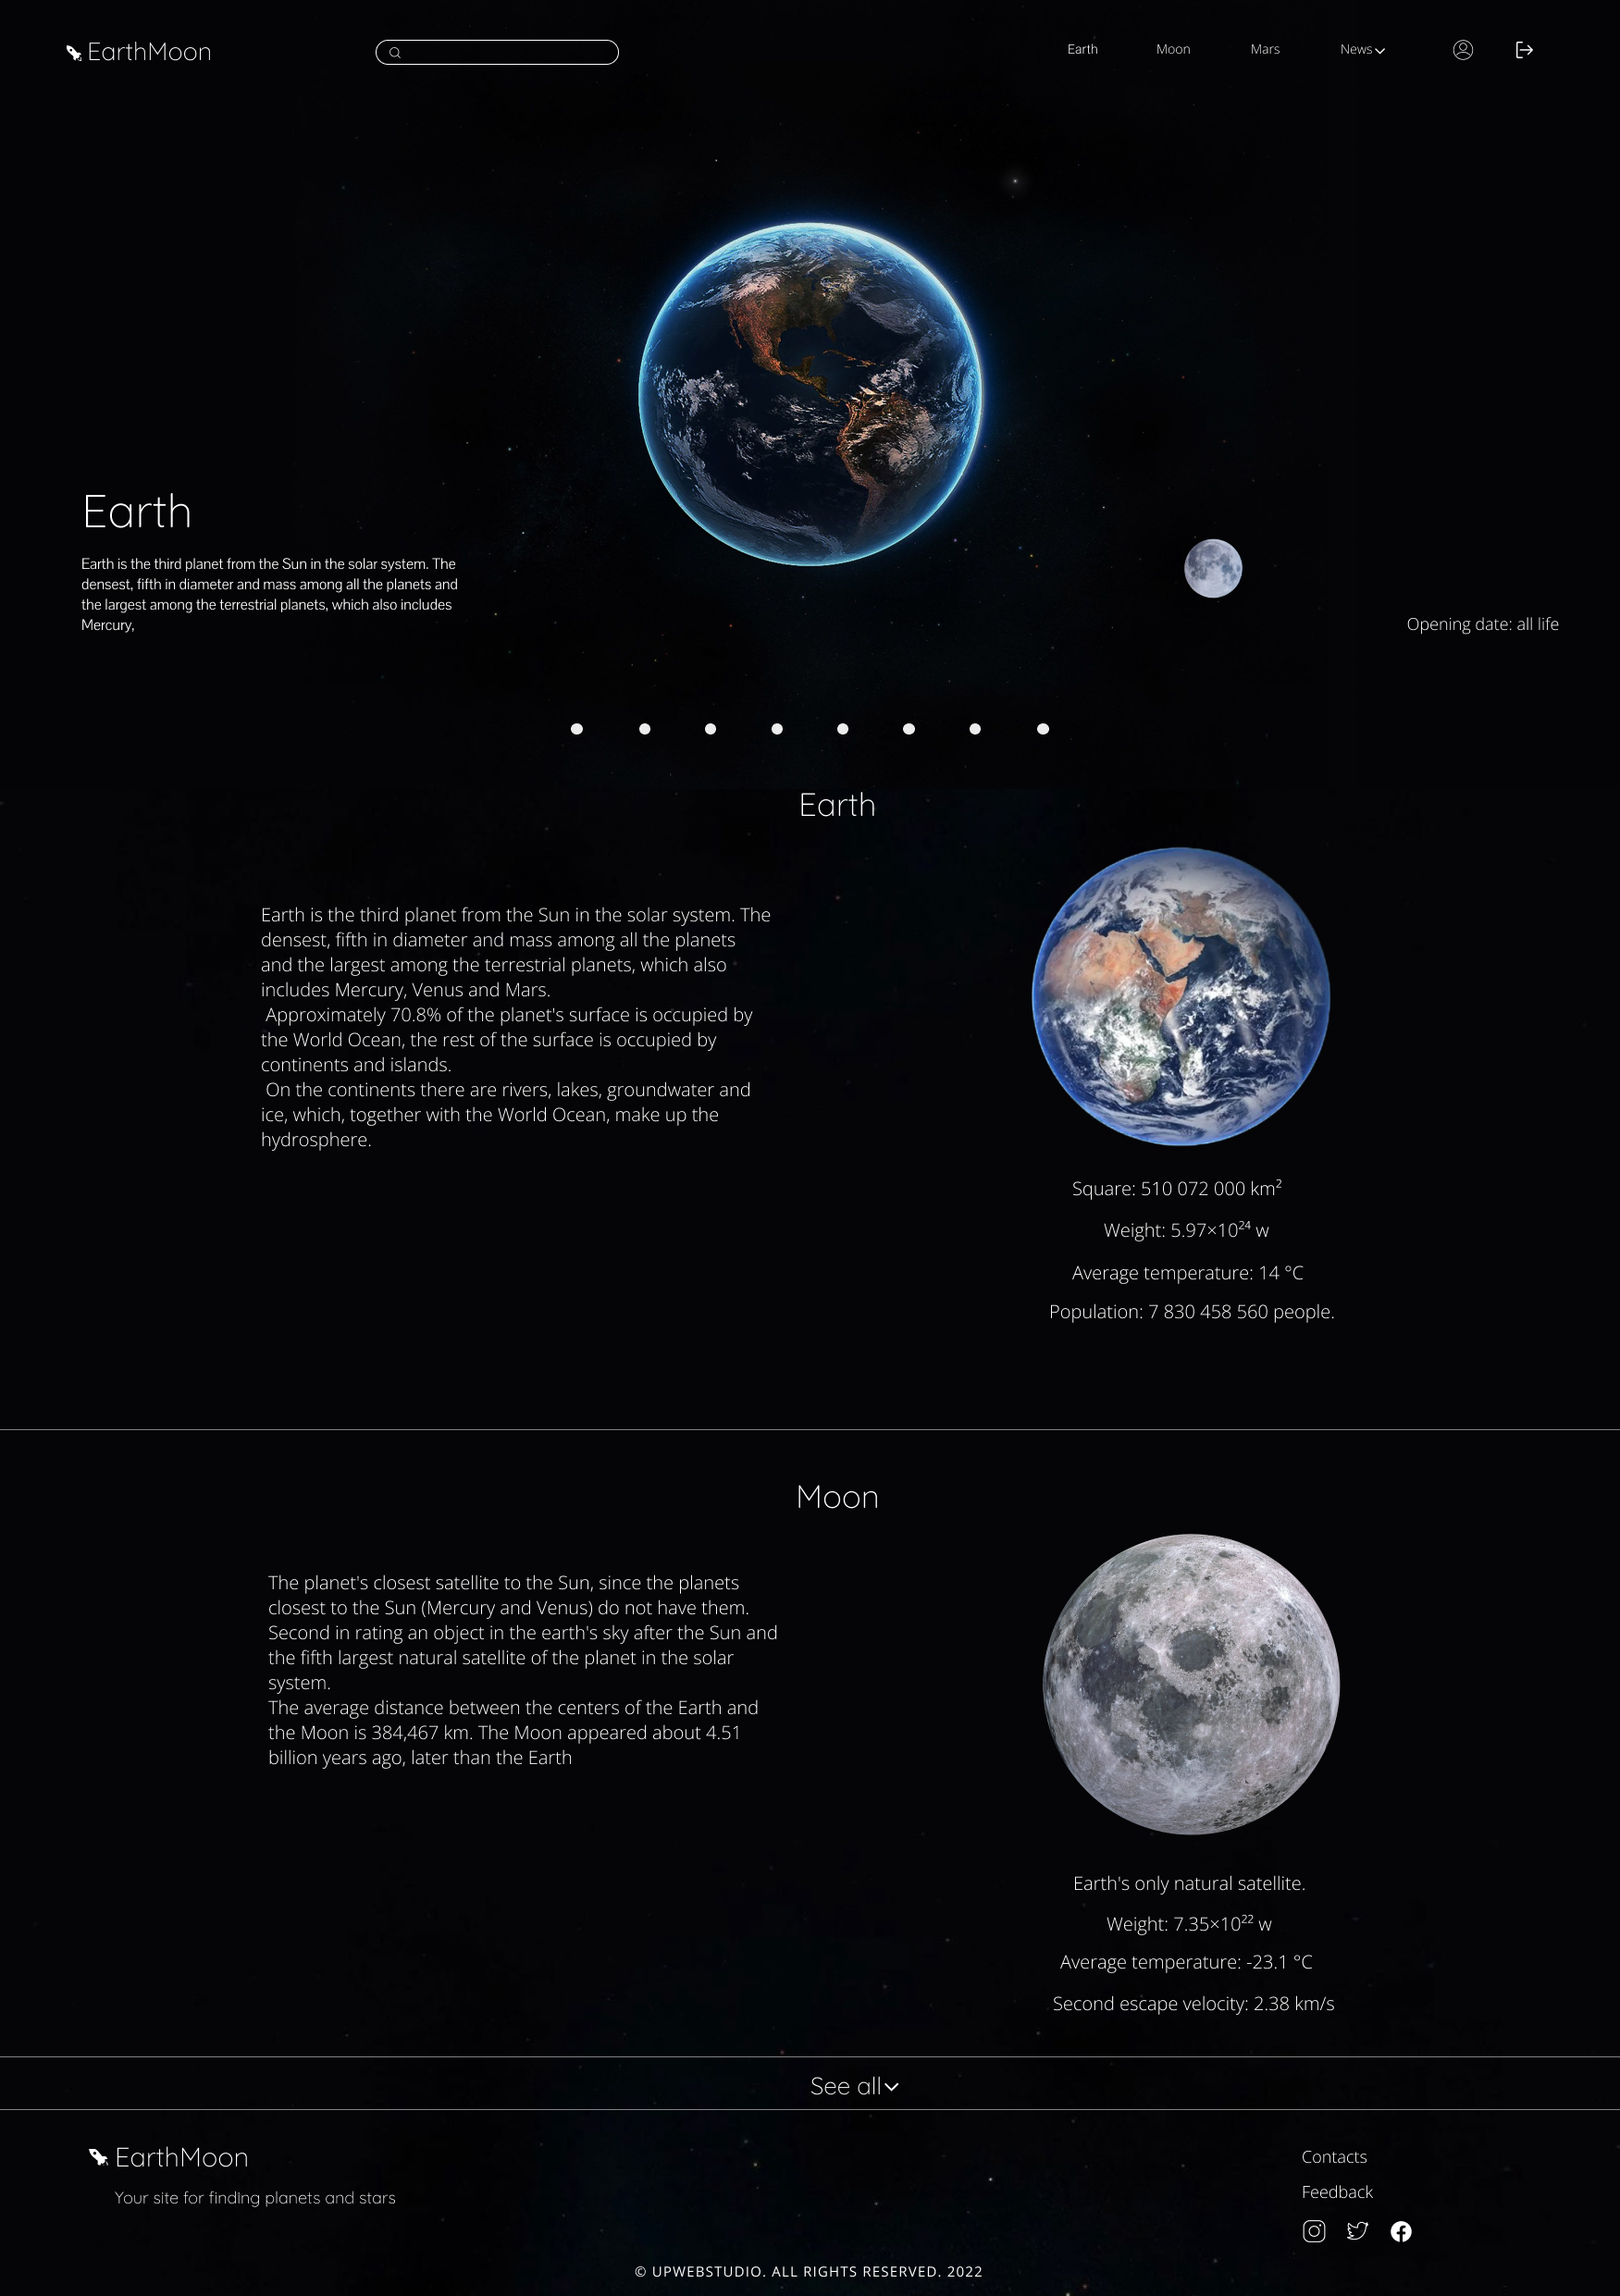 EarthMoon
Earth
Moon
Mars
News
Earth
Earth is the third planet from the Sun in the solar system. The
densest, fifth in diameter and mass among all the planets and
the largest among the terrestrial planets, which also includes
Mercury,
Opening date: all life
Earth
Earth is the third planet from the Sun in the solar system. The
densest, fifth in diameter and mass among all the planets
and the largest among the terrestrial planets, which also
includes Mercury, Venus and Mars.
Approximately 70.8% of the planet's surface is occupied by
the World Ocean, the rest of the surface is occupied by
continents and islands.
On the continents there are rivers, lakes, groundwater and
ice, which, together with the World Ocean, make up the
hydrosphere.
Square: 510 072 000 km²
Weight: 5.97×10²⁴ w
Average temperature: 14 °C
Population: 7 830 458 560 people.
Moon
The planet's closest satellite to the Sun, since the planets
closest to the Sun (Mercury and Venus) do not have them.
Second in rating an object in the earth's sky after the Sun and
the fifth largest natural satellite of the planet in the solar
system.
The average distance between the centers of the Earth and
the Moon is 384,467 km. The Moon appeared about 4.51
billion years ago, later than the Earth
Earth's only natural satellite.
Weight: 7.35×10²² w
Average temperature: -23.1 °C
Second escape velocity: 2.38 km/s
See all
EarthMoon
Your site for finding planets and stars
Contacts
Feedback
© UPWEBSTUDIO. ALL RIGHTS RESERVED. 2022